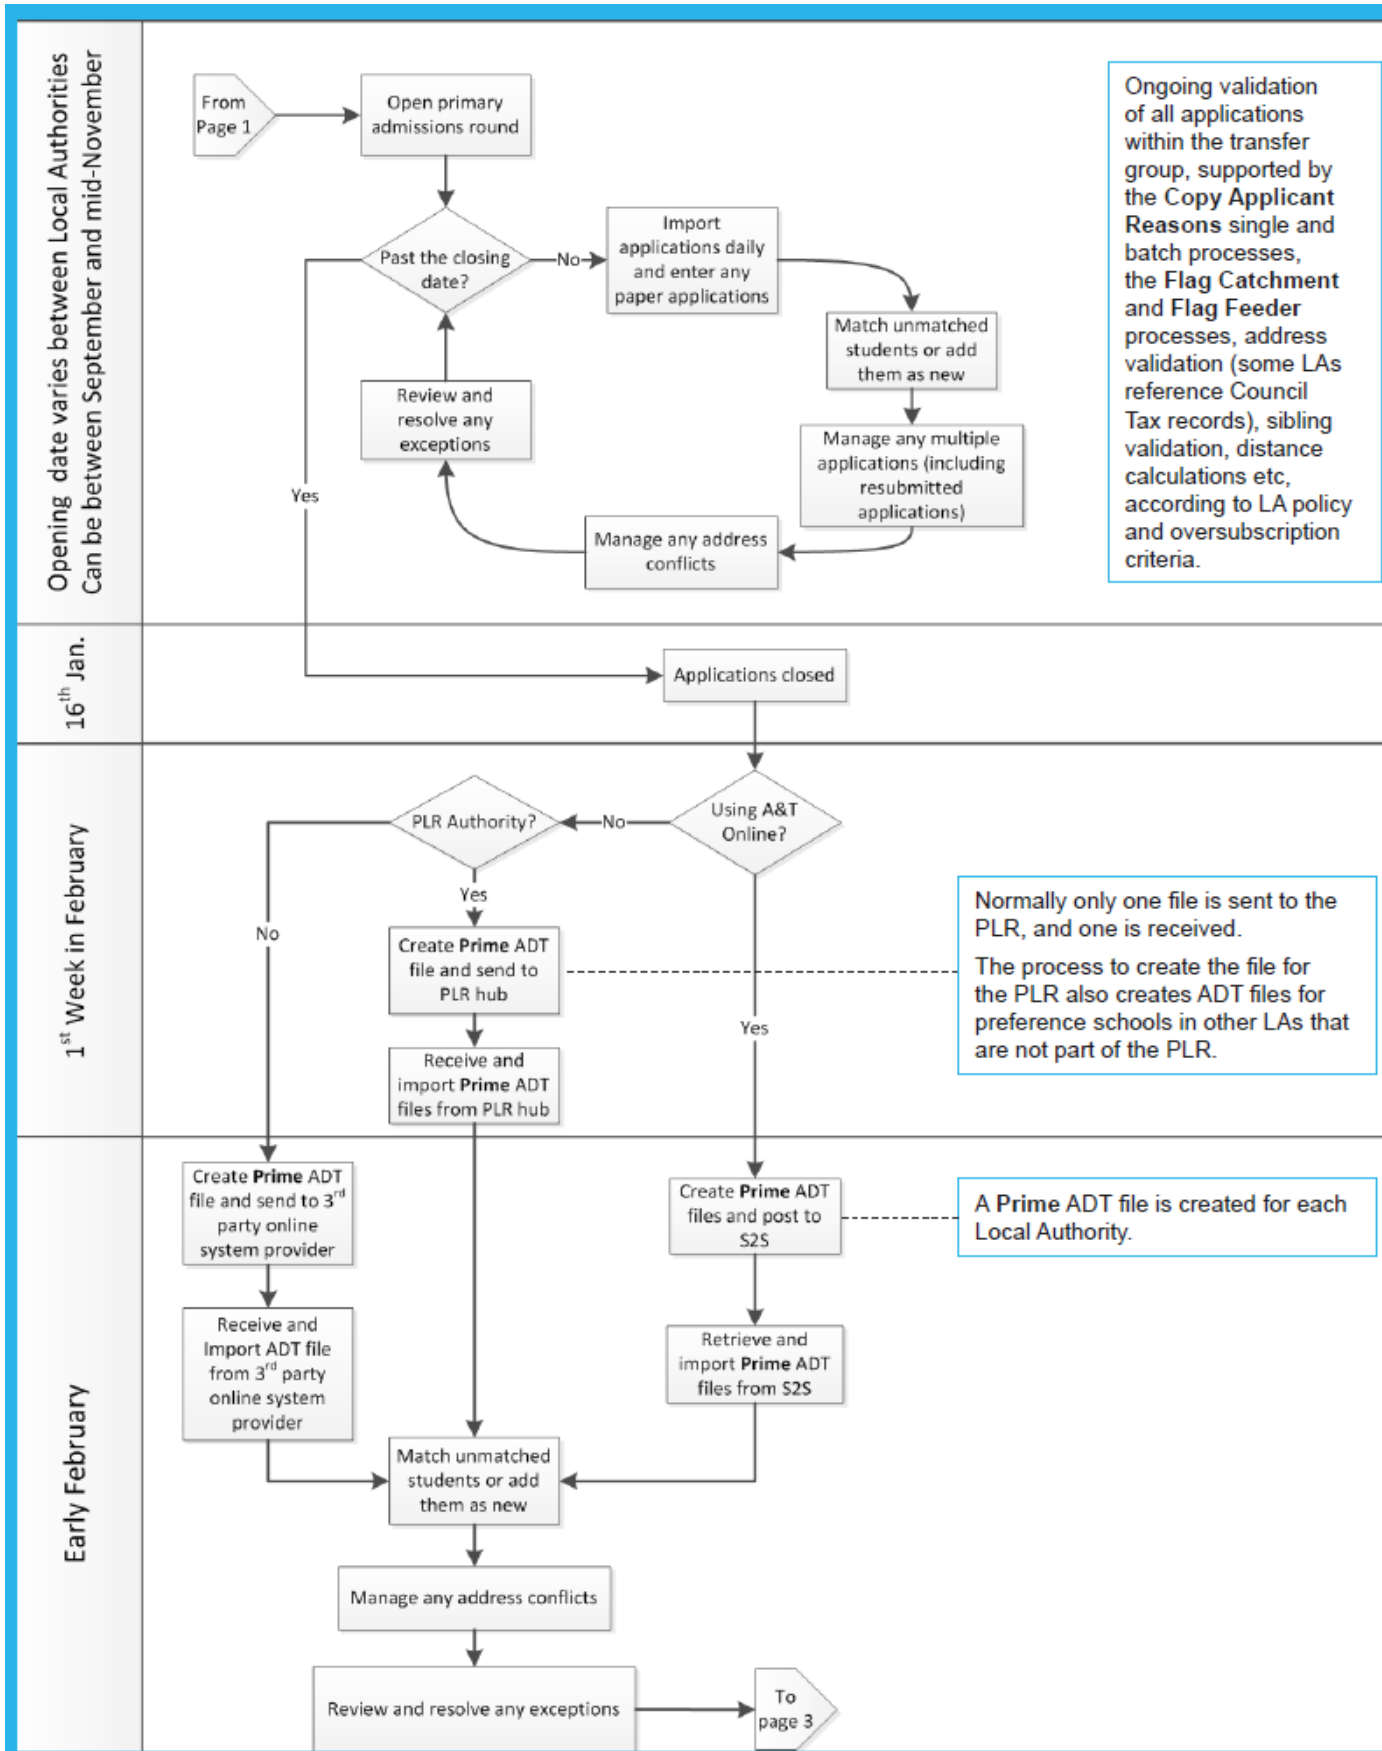 Opening date varies between Local Authorities
Can be between September and mid-November
From
Page 1
Open primary
admissions round
Past the closing
date?
No
Import
applications daily
and enter any
paper applications
Match unmatched
students or add
them as new
Manage any multiple
applications (including
resubmitted
applications)
Manage any address
conflicts
Review and
resolve any
exceptions
Yes
Ongoing validation
of all applications
within the transfer
group, supported by
the Copy Applicant
Reasons single and
batch processes,
the Flag Catchment
and Flag Feeder
processes, address
validation (some LAs
reference Council
Tax records), sibling
validation, distance
calculations etc,
according to LA policy
and oversubscription
criteria.
16th Jan.
Applications closed
1st Week in February
Using A&T
Online?
No
PLR Authority?
Yes
No
Create Prime ADT
file and send to
PLR hub
Receive and
import Prime ADT
files from PLR hub
Yes
Normally only one file is sent to the
PLR, and one is received.
The process to create the file for
the PLR also creates ADT files for
preference schools in other LAs that
are not part of the PLR.
Early February
Create Prime ADT
file and send to 3rd
party online
system provider
Receive and
Import ADT file
from 3rd party
online system
provider
Create Prime ADT
files and post to
S2S
A Prime ADT file is created for each
Local Authority.
Retrieve and
import Prime ADT
files from S2S
Match unmatched
students or add
them as new
Manage any address conflicts
Review and resolve any exceptions
To
page 3